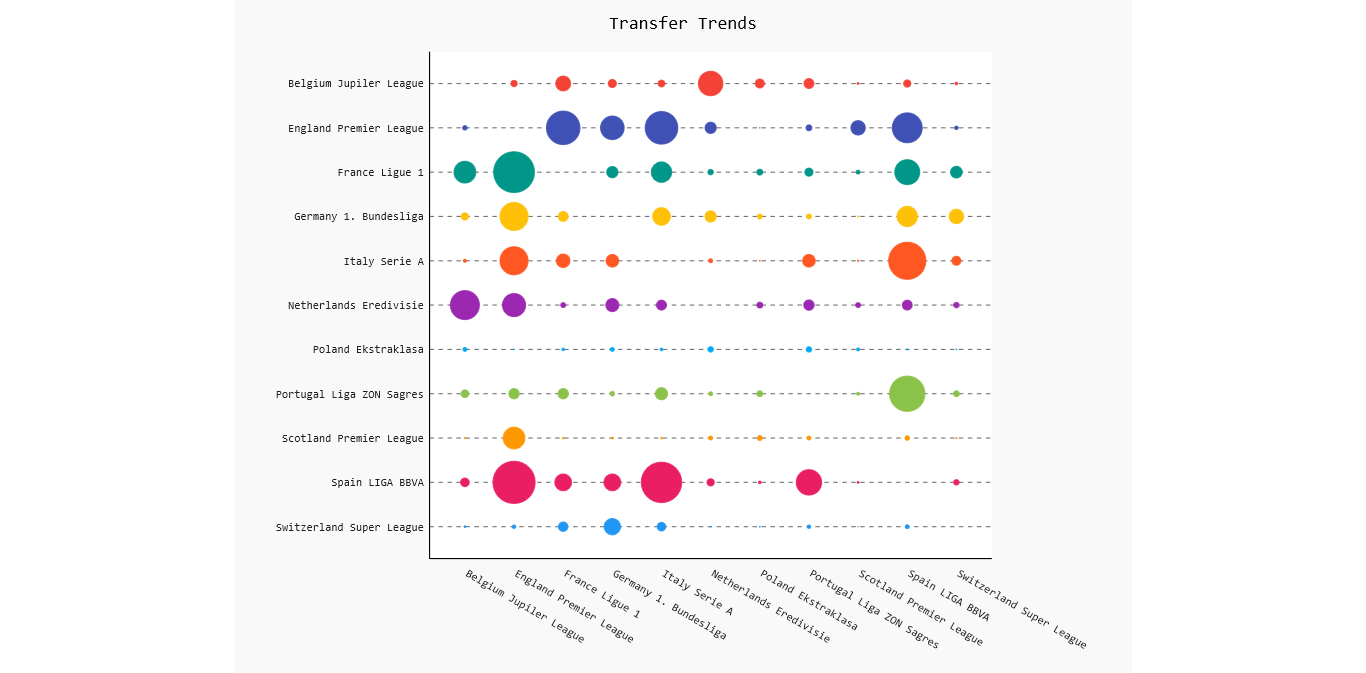 Transfer Trends
Belgium Jupiler League
England Premier League
France Ligue 1
Germany 1. Bundesliga
Italy Serie A
Netherlands Eredivisie
Poland Ekstraklasa
Portugal Liga ZON Sagres
Scotland Premier League
Spain LIGA BBVA
Switzerland Super League
Belgium Jupiler League
England Premier League
France Ligue 1
Germany 1. Bundesliga
Italy Serie A
Netherlands Eredivisie
Poland Ekstraklasa
Portugal Liga ZON Sagres
Scotland Premier League
Spain LIGA BBVA
Switzerland Super League